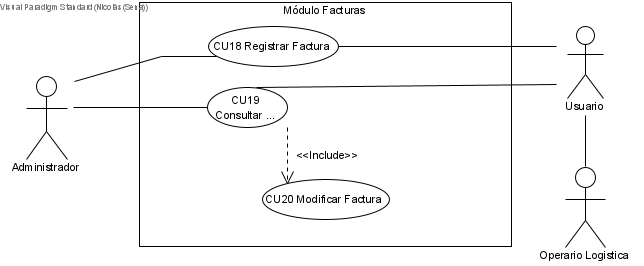 Visual Paradigm Standard (Nicolas (Sena))
Módulo Facturas
CU18 Registrar Factura
CU19
Consultar ...
<<Include>>
CU20 Modificar Factura
Administrador
Usuario
Operario Logistica